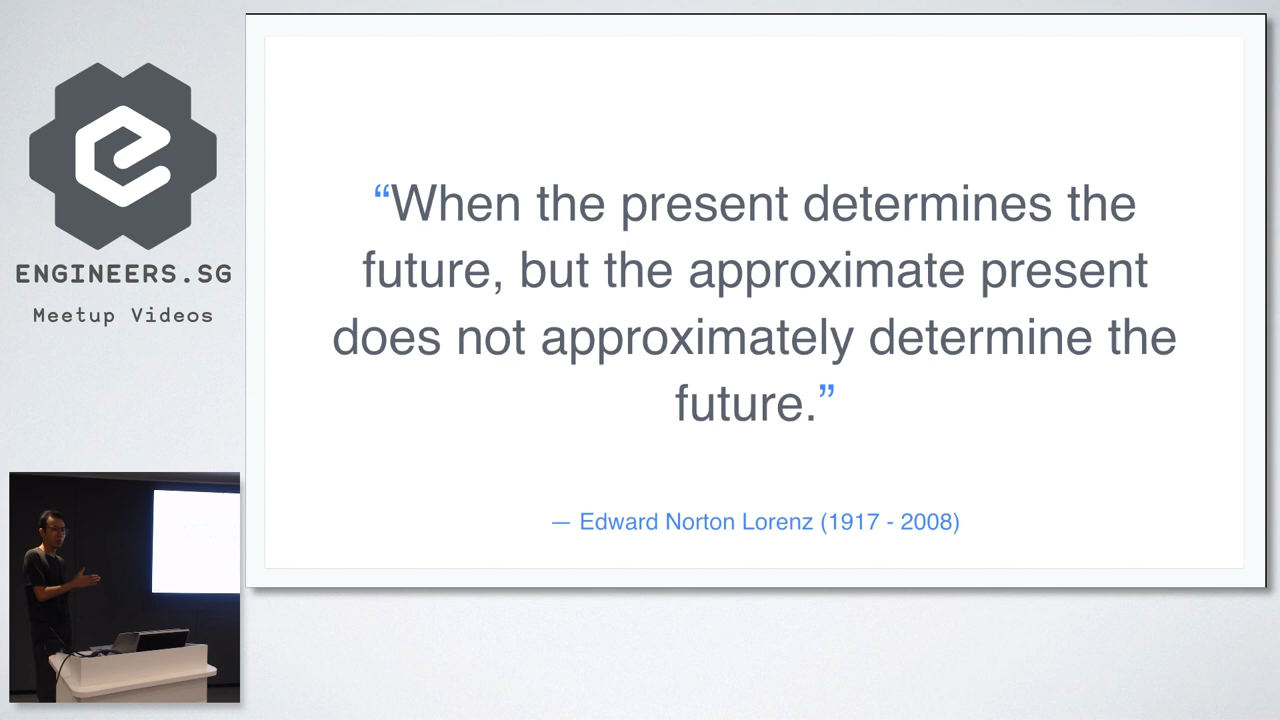 ENGINEERS.SG
Meetup Videos
“When the present determines the
future, but the approximate present
does not approximately determine the
future.”
— Edward Norton Lorenz (1917 - 2008)